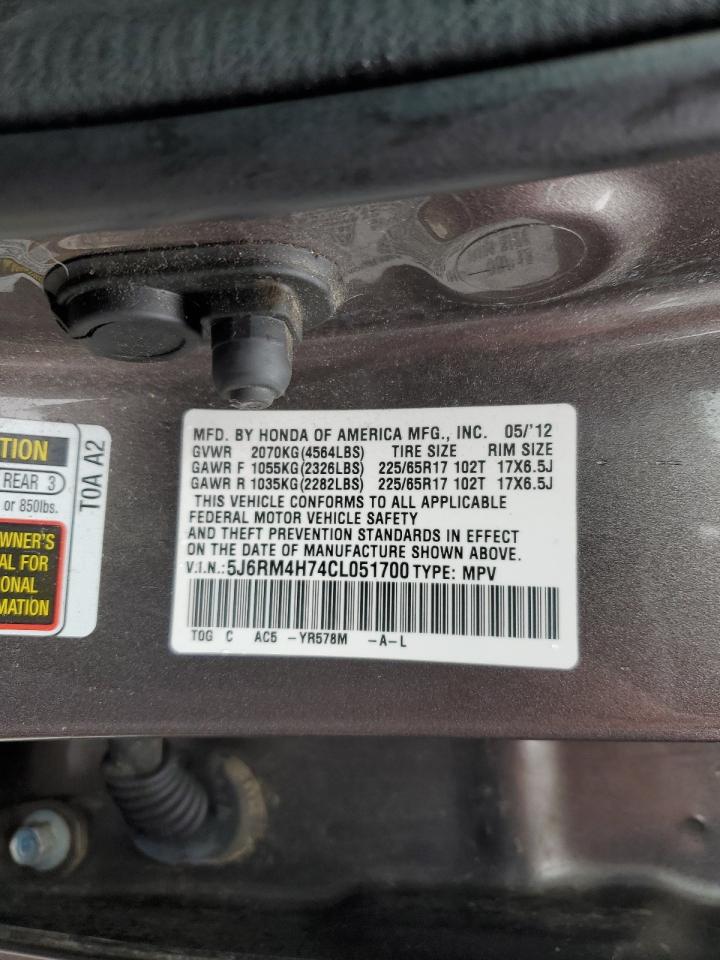 MFD. BY HONDA OF AMERICA MFG., INC. 05/'12
GVWR 2070KG(4564LBS) TIRE SIZE RIM SIZE
GAWR F 1055KG(2326LBS) 225/65R17 102T 17X6.5J
GAWR R 1035KG(2282LBS) 225/65R17 102T 17X6.5J
THIS VEHICLE CONFORMS TO ALL APPLICABLE
FEDERAL MOTOR VEHICLE SAFETY
AND THEFT PREVENTION STANDARDS IN EFFECT
ON THE DATE OF MANUFACTURE SHOWN ABOVE.
V.I.N.:5J6RM4H74CL051700 TYPE: MPV
T0G C AC5 -YR578M -A-L
TION
REAR 3
or 850lbs.
OWNER'S
AL FOR
IONAL
MATION
T0A A2